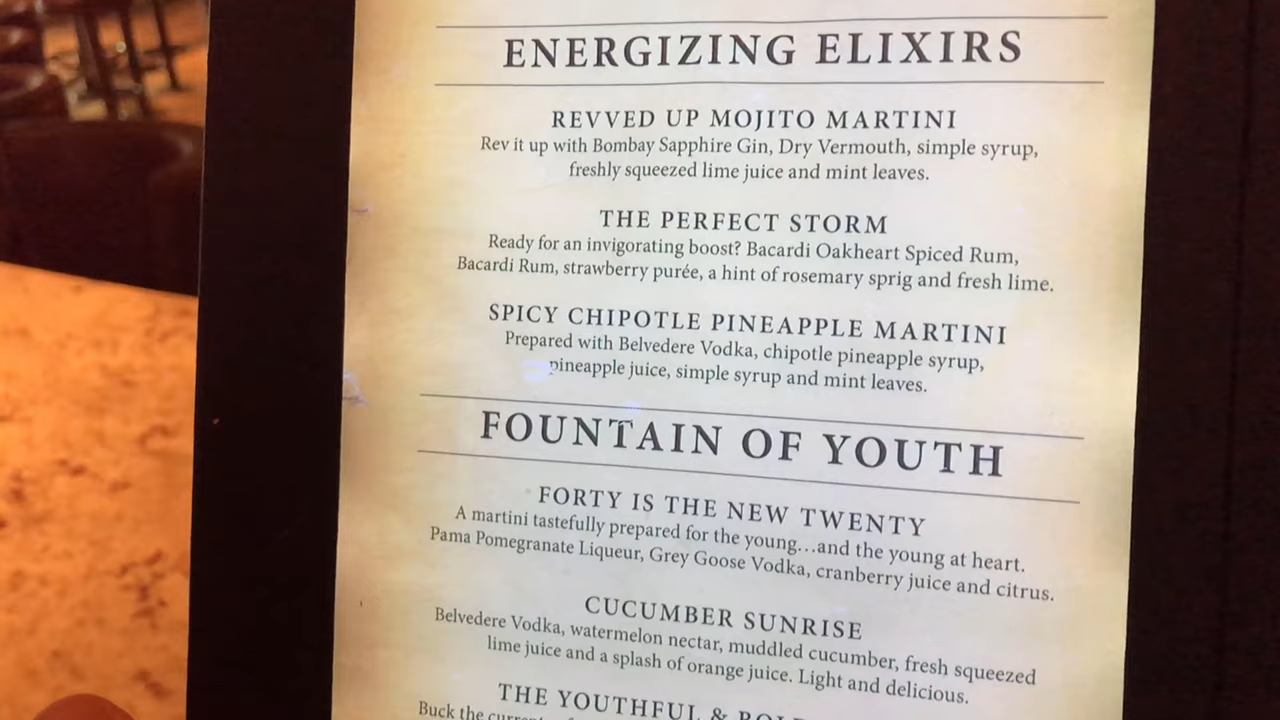 ENERGIZING ELIXIRS
REVVED UP MOJITO MARTINI
Rev it up with Bombay Sapphire Gin, Dry Vermouth, simple syrup,
freshly squeezed lime juice and mint leaves.
THE PERFECT STORM
Ready for an invigorating boost? Bacardi Oakheart Spiced Rum,
Bacardi Rum, strawberry purée, a hint of rosemary sprig and fresh lime.
SPICY CHIPOTLE PINEAPPLE MARTINI
Prepared with Belvedere Vodka, chipotle pineapple syrup,
pineapple juice, simple syrup and mint leaves.
FOUNTAIN OF YOUTH
FORTY IS THE NEW TWENTY
A martini tastefully prepared for the young...and the young at heart.
Pama Pomegranate Liqueur, Grey Goose Vodka, cranberry juice and citrus.
CUCUMBER SUNRISE
Belvedere Vodka, watermelon nectar, muddled cucumber, fresh squeezed
lime juice and a splash of orange juice. Light and delicious.
THE YOUTHFUL &
Buck the